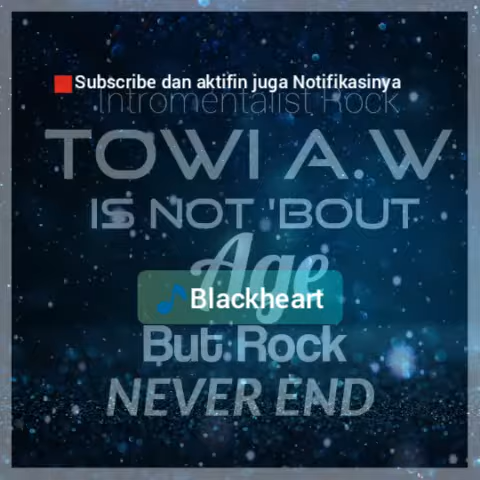 Subscribe dan aktifin juga Notifikasinya
Intromentalist Rock
TOWI A.W
IS NOT 'BOUT
Age
Blackheart
But Rock
NEVER END